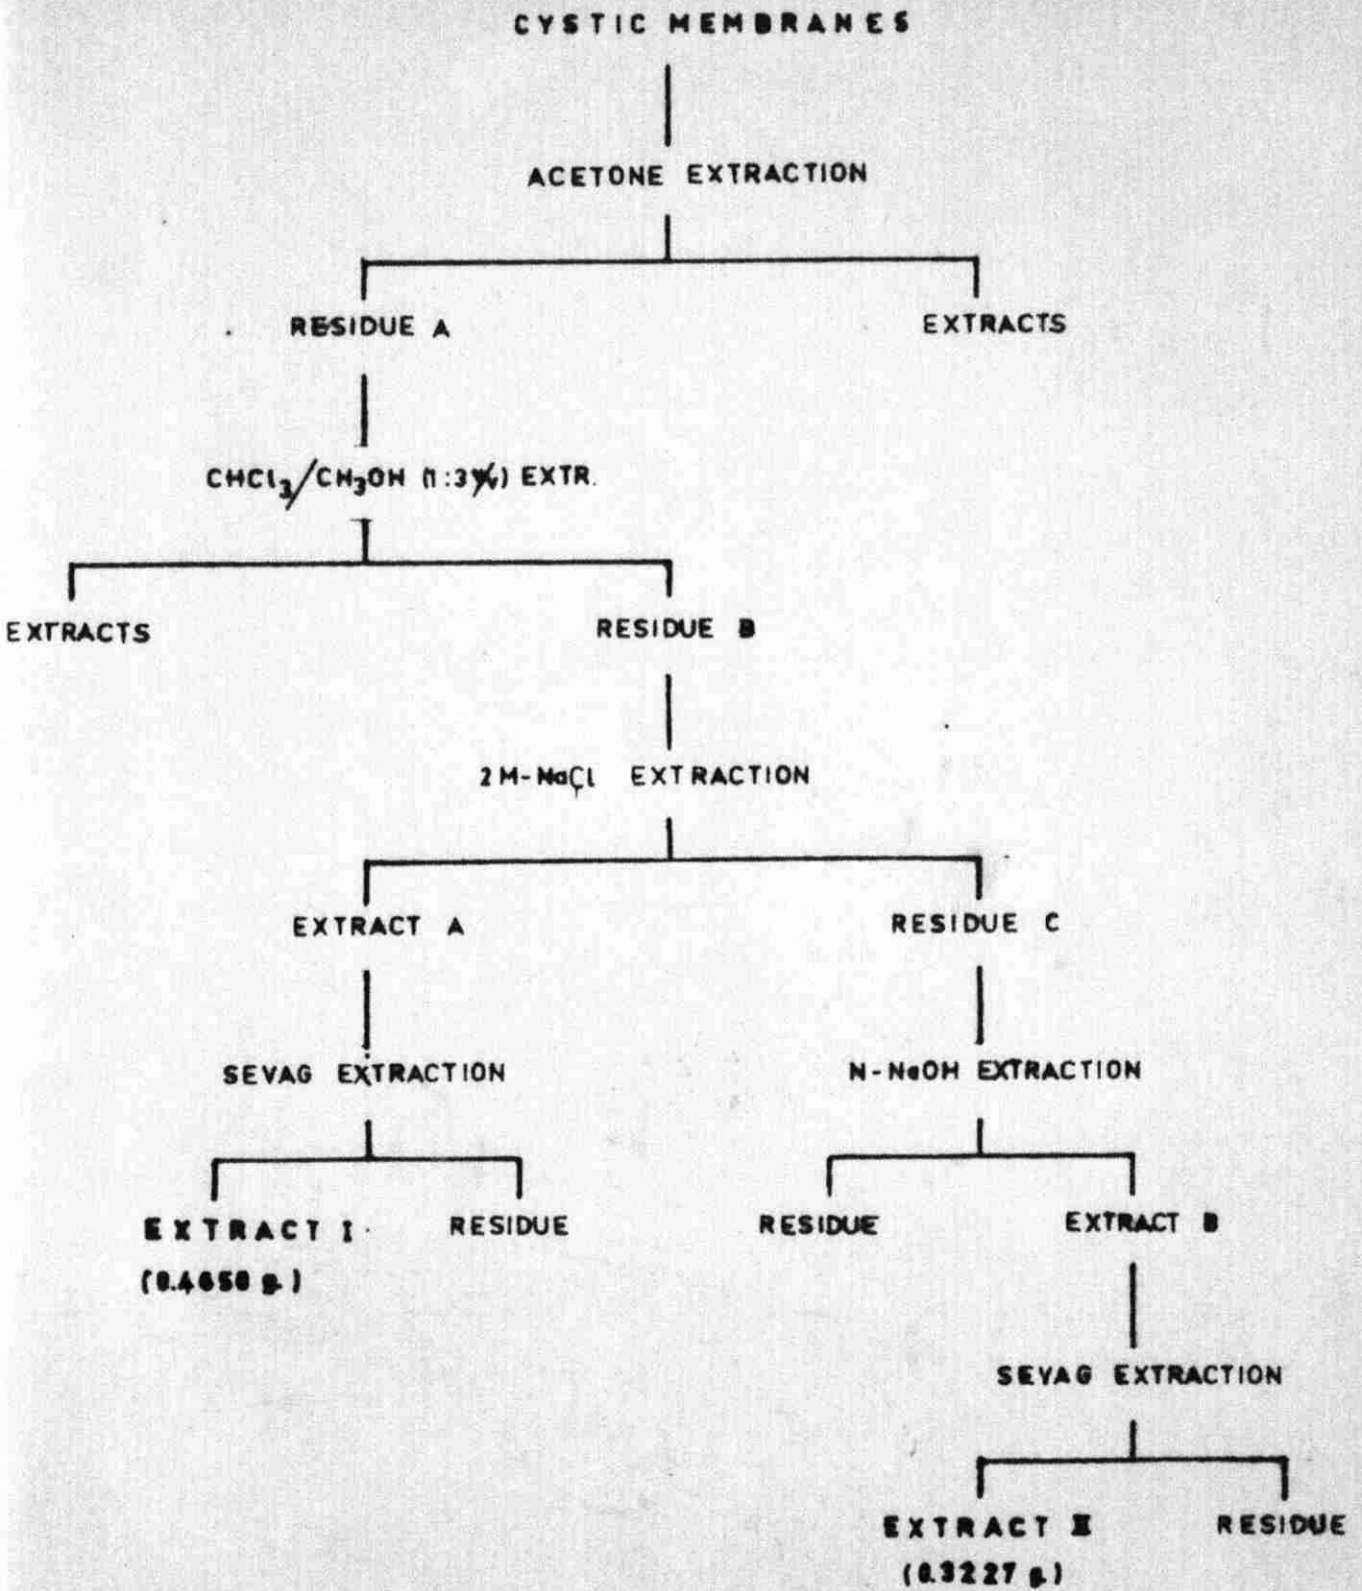 CYSTIC MEMBRANES
ACETONE EXTRACTION
RESIDUE A
EXTRACTS
CHCl3/CH3OH (1:3 v/v) EXTR.
EXTRACTS
RESIDUE B
2M-NaCl EXTRACTION
EXTRACT A
RESIDUE C
SEVAG EXTRACTION
N-NaOH EXTRACTION
EXTRACT I
RESIDUE
RESIDUE
EXTRACT B
(0.4650 g.)
SEVAG EXTRACTION
EXTRACT II
RESIDUE
(0.3227 g.)